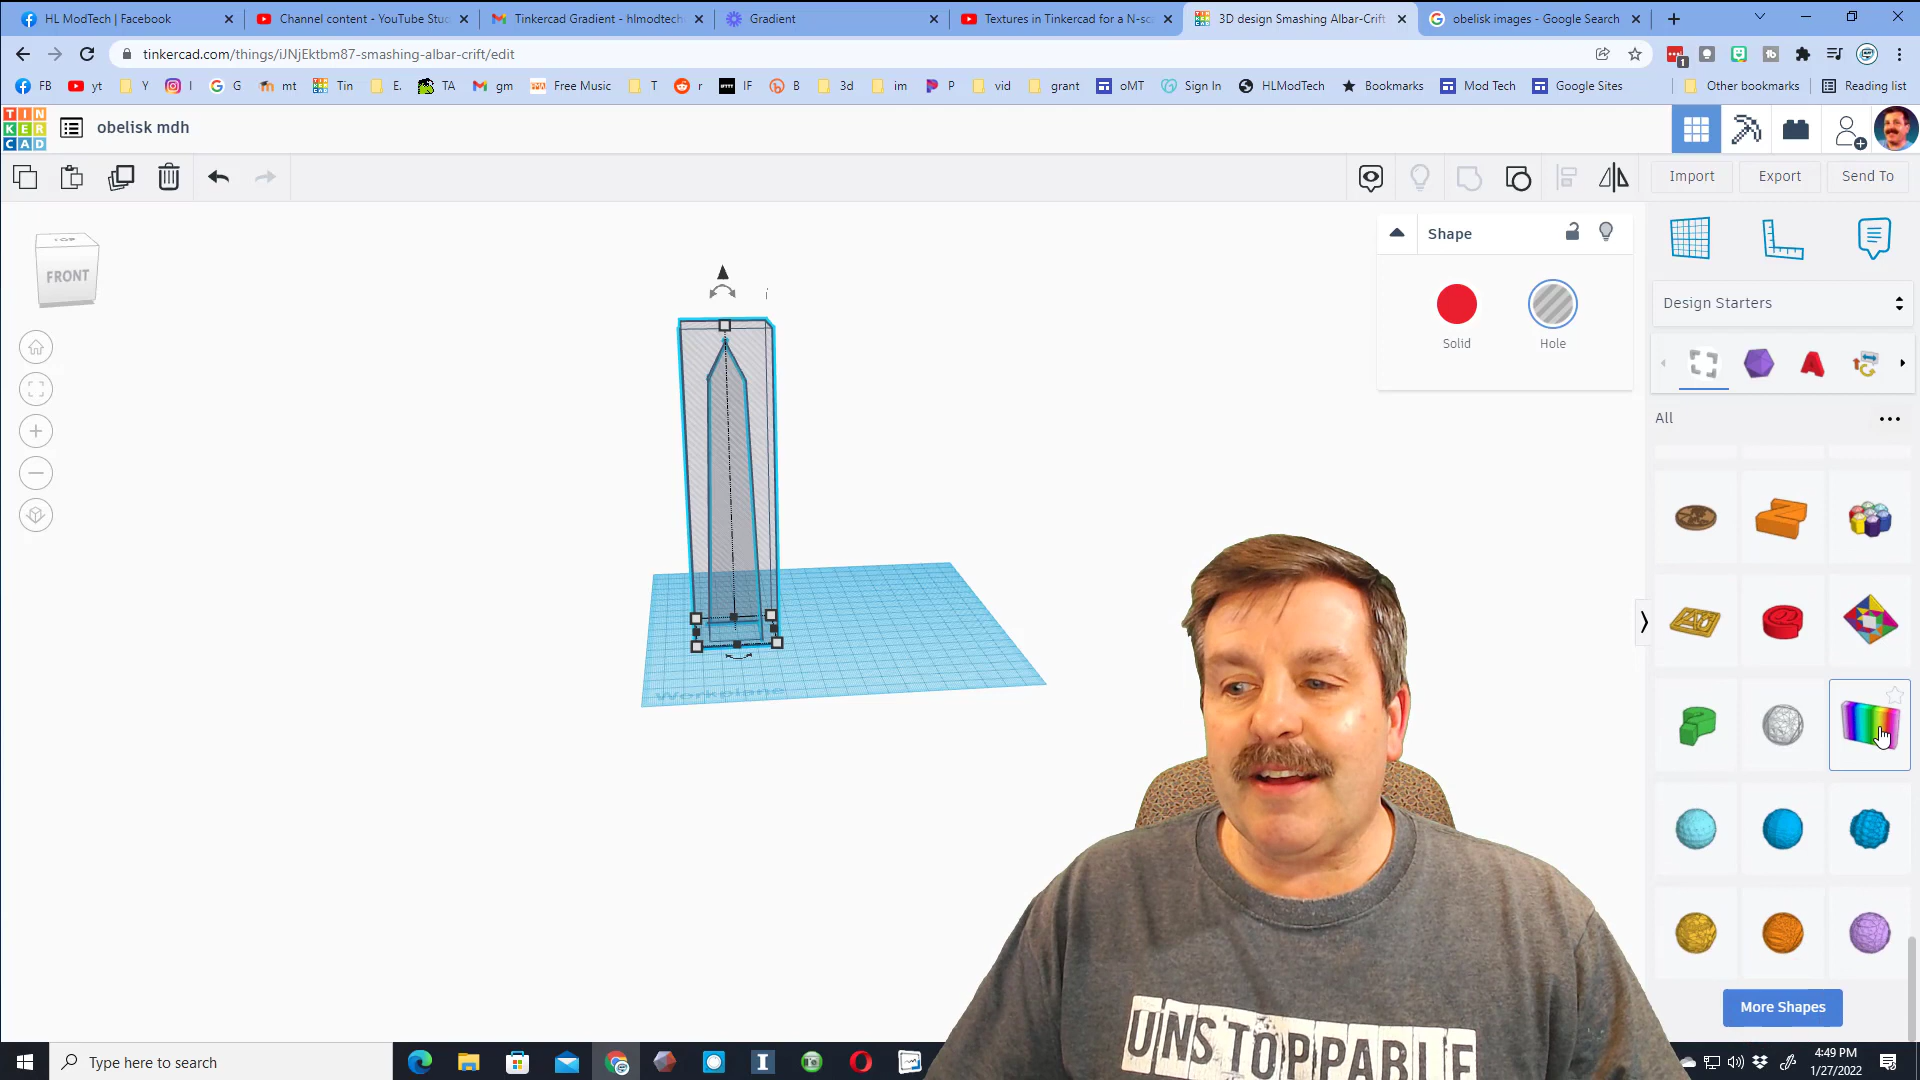 HL ModTech | Facebook
Channel content - YouTube Stu
Tinkercad Gradient - hlmodtech
Gradient
Textures in Tinkercad for a N-sc
3D design Smashing Albar-Crift
obelisk images - Google Search
tinkercad.com/things/iJNjEktbm87-smashing-albar-crift/edit
FB
yt
Y
I
G
mt
Tin
E.
TA
gm
Free Music
T
r
IF
B
3d
im
P
vid
grant
oMT
Sign In
HLModTech
Bookmarks
Mod Tech
Google Sites
Other bookmarks
Reading list
TIN
KER
CAD
obelisk mdh
Import
Export
Send To
TOP
FRONT
Shape
Solid
Hole
Workplane
Design Starters
All
More Shapes
UNSTOPPABLE
Type here to search
4:49 PM
1/27/2022